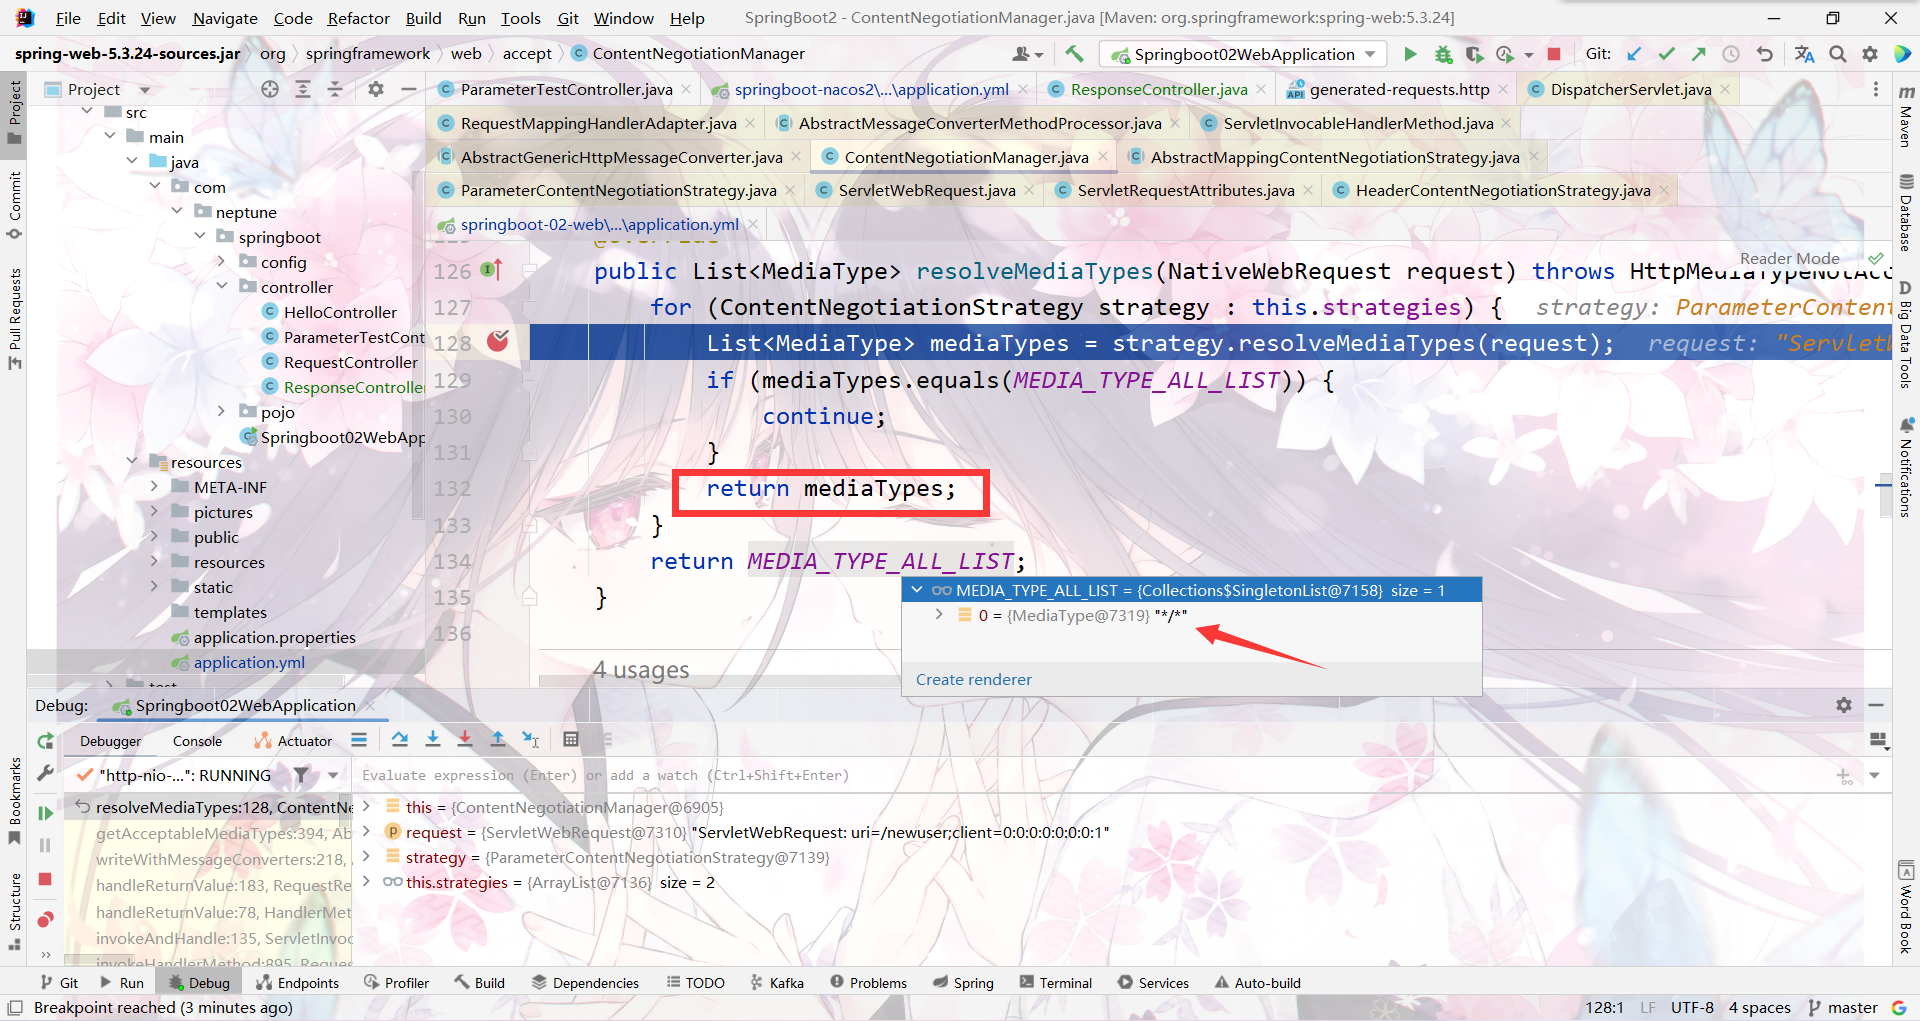 File Edit View Navigate Code Refactor Build Run Tools Git Window Help SpringBoot2 - ContentNegotiationManager.java [Maven: org.springframework:spring-web:5.3.24]
spring-web-5.3.24-sources.jar org springframework web accept ContentNegotiationManager Springboot02WebApplication Git:
Project
ParameterTestController.java springboot-nacos2\...\application.yml ResponseController.java generated-requests.http DispatcherServlet.java
RequestMappingHandlerAdapter.java AbstractMessageConverterMethodProcessor.java ServletInvocableHandlerMethod.java
AbstractGenericHttpMessageConverter.java ContentNegotiationManager.java AbstractMappingContentNegotiationStrategy.java
ParameterContentNegotiationStrategy.java ServletWebRequest.java ServletRequestAttributes.java HeaderContentNegotiationStrategy.java
springboot-02-web\...\application.yml
Project
Commit
Pull Requests
Bookmarks
Structure
src
main
java
com
neptune
springboot
config
controller
HelloController
ParameterTestCont
RequestController
ResponseController
pojo
Springboot02WebApp
resources
META-INF
pictures
public
resources
static
templates
application.properties
application.yml
test
Reader Mode
@Override
126 public List<MediaType> resolveMediaTypes(NativeWebRequest request) throws HttpMediaTypeNotAcc
127 for (ContentNegotiationStrategy strategy : this.strategies) { strategy: ParameterContent
128 List<MediaType> mediaTypes = strategy.resolveMediaTypes(request); request: "ServletW
129 if (mediaTypes.equals(MEDIA_TYPE_ALL_LIST)) {
130 continue;
131 }
132 return mediaTypes;
133 }
134 return MEDIA_TYPE_ALL_LIST;
135 }
136
4 usages
MEDIA_TYPE_ALL_LIST = {Collections$SingletonList@7158} size = 1
0 = {MediaType@7319} "*/*"
Create renderer
Maven
Database
Big Data Tools
Notifications
Word Book
Debug: Springboot02WebApplication
Debugger Console Actuator
"http-nio-...": RUNNING
Evaluate expression (Enter) or add a watch (Ctrl+Shift+Enter)
resolveMediaTypes:128, ContentNe
getAcceptableMediaTypes:394, Ab
writeWithMessageConverters:218,
handleReturnValue:183, RequestRe
handleReturnValue:78, HandlerMet
invokeAndHandle:135, ServletInvoc
invokeHandlerMethod:895, Reques
this = {ContentNegotiationManager@6905}
request = {ServletWebRequest@7310} "ServletWebRequest: uri=/newuser;client=0:0:0:0:0:0:0:1"
strategy = {ParameterContentNegotiationStrategy@7139}
this.strategies = {ArrayList@7136} size = 2
Git Run Debug Endpoints Profiler Build Dependencies TODO Kafka Problems Spring Terminal Services Auto-build
Breakpoint reached (3 minutes ago) 128:1 LF UTF-8 4 spaces master